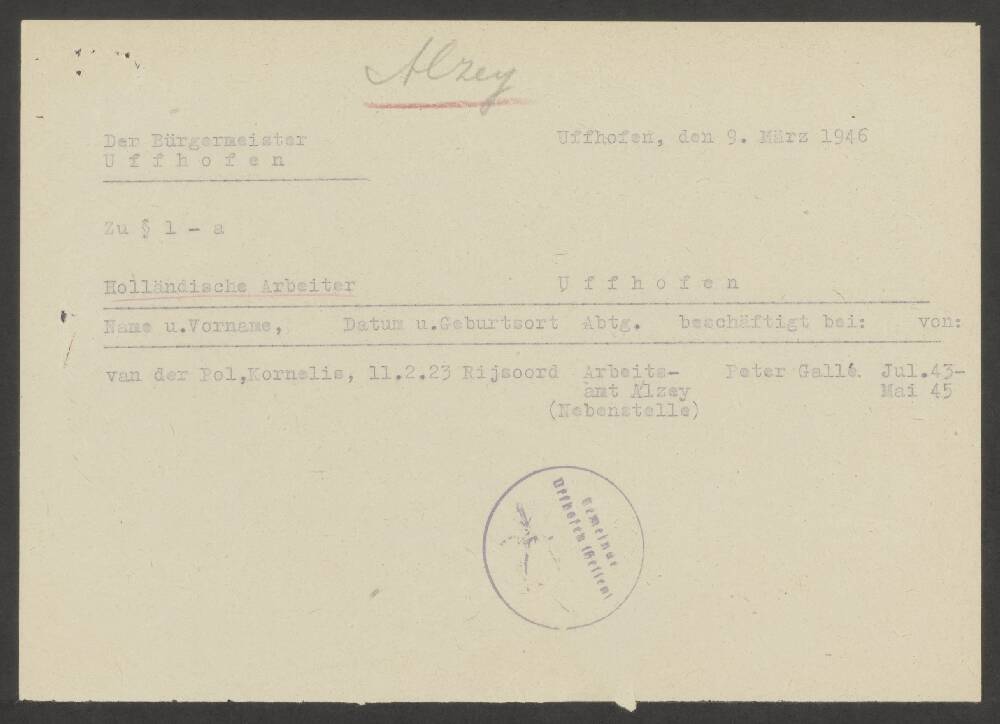 Alzey
Der Bürgermeister
U f f h o f e n
Uffhofen, den 9. März 1946
Zu § 1 - a
Holländische Arbeiter U f f h o f e n
Name u.Vorname, Datum u.Geburtsort Abtg. beschäftigt bei: von:
van der Pol,Kornelis, 11.2.23 Rijsoord Arbeits- Peter Gallé. Jul.43-
amt Alzey Mai 45
(Nebenstelle)
Gemeinde
Uffhofen (Hessen)